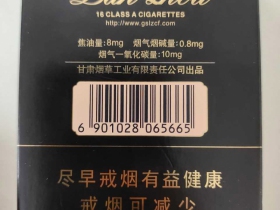 16 CLASS A CIGARETTES
http://www.gslzcf.com
焦油量:8mg 烟气烟碱量:0.8mg
烟气一氧化碳量:10mg
甘肃烟草工业有限责任公司出品
6 901028 065665
尽早戒烟有益健康
戒烟可减少